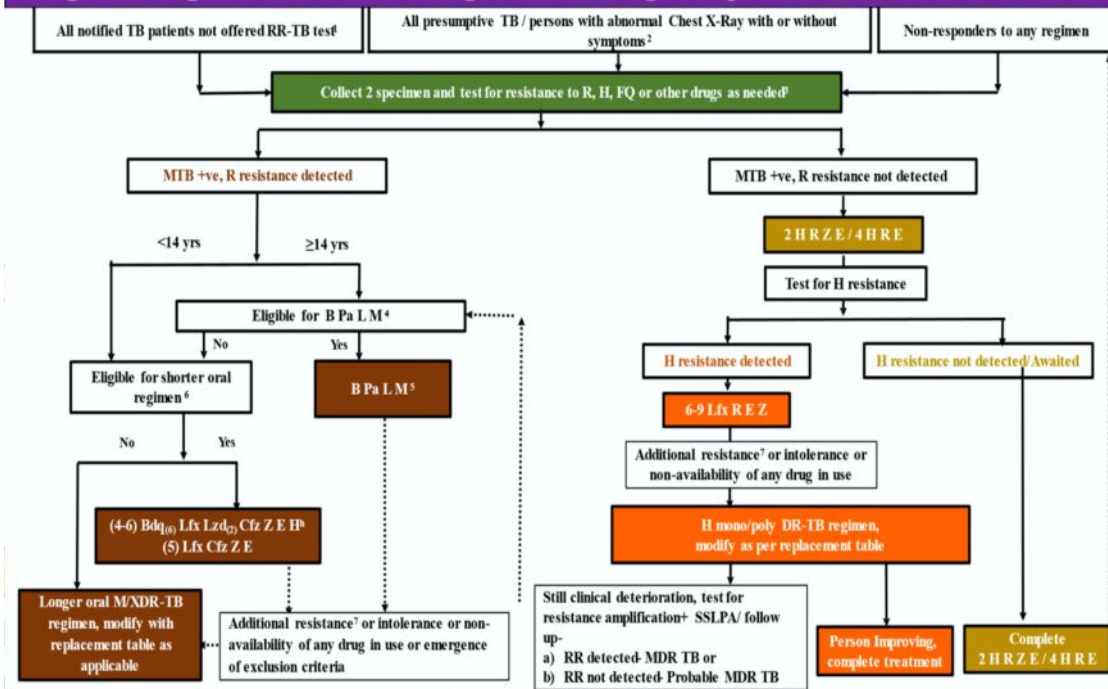 All notified TB patients not offered RR-TB test¹
All presumptive TB / persons with abnormal Chest X-Ray with or without
symptoms ²
Non-responders to any regimen
Collect 2 specimen and test for resistance to R, H, FQ or other drugs as needed³
MTB +ve, R resistance detected
MTB +ve, R resistance not detected
<14 yrs
≥14 yrs
2 H R Z E / 4 H R E
Test for H resistance
Eligible for B Pa L M ⁴
No
Yes
H resistance detected
H resistance not detected/Awaited
Eligible for shorter oral
regimen ⁶
B Pa L M ⁵
6-9 Lfx R E Z
No
Yes
Additional resistance⁷ or intolerance or
non-availability of any drug in use
(4-6) Bdq(6) Lfx Lzd(2) Cfz Z E Hʰ
(5) Lfx Cfz Z E
H mono/poly DR-TB regimen,
modify as per replacement table
Longer oral M/XDR-TB
regimen, modify with
replacement table as
applicable
Additional resistance⁷ or intolerance or non-
availability of any drug in use or emergence
of exclusion criteria
Still clinical deterioration, test for
resistance amplification+ SSLPA/ follow
up-
a) RR detected- MDR TB or
b) RR not detected- Probable MDR TB
Person Improving,
complete treatment
Complete
2 H R Z E / 4 H R E